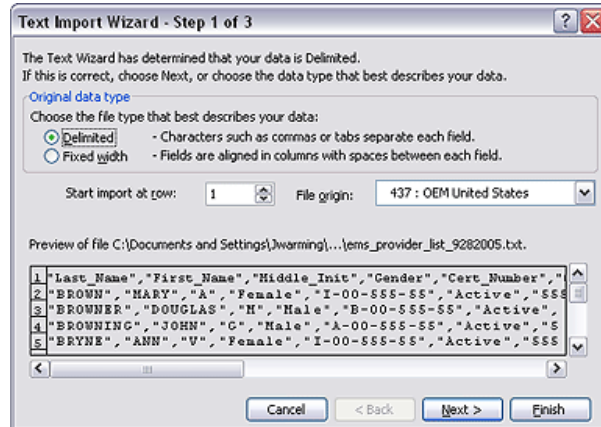 Text Import Wizard - Step 1 of 3
The Text Wizard has determined that your data is Delimited.
If this is correct, choose Next, or choose the data type that best describes your data.
Original data type
Choose the file type that best describes your data:
Delimited - Characters such as commas or tabs separate each field.
Fixed width - Fields are aligned in columns with spaces between each field.
Start import at row: 1 File origin: 437 : OEM United States
Preview of file C:\Documents and Settings\Jwarming\...\ems_provider_list_9282005.txt.
1 "Last_Name","First_Name","Middle_Init","Gender","Cert_Number","
2 "BROWN","MARY","A","Female","I-00-555-55","Active","SSS
3 "BROWNER","DOUGLAS","M","Male","B-00-555-55","Active",
4 "BROWNING","JOHN","G","Male","A-00-555-55","Active","S
5 "BRYNE","ANN","V","Female","I-00-555-55","Active","SSS
Cancel < Back Next > Finish